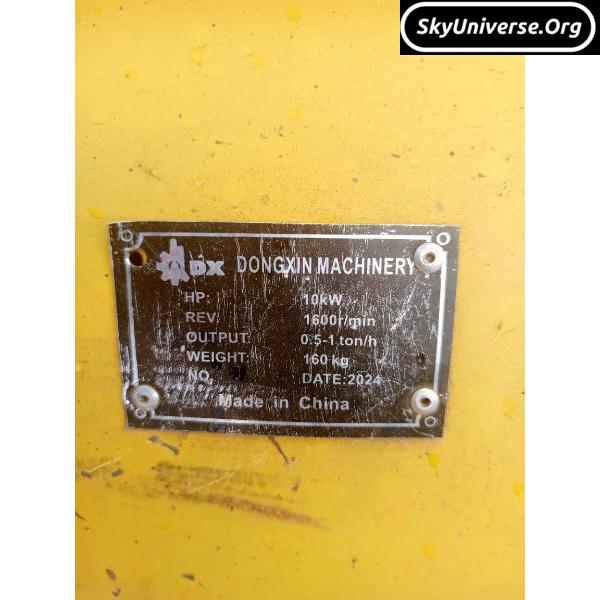 SkyUniverse.Org
DX DONGXIN MACHINERY
HP: 10kW
REV. 1600r/min
OUTPUT: 0.5-1 ton/h
WEIGHT: 160 kg
NO. DATE:2024
Made in China